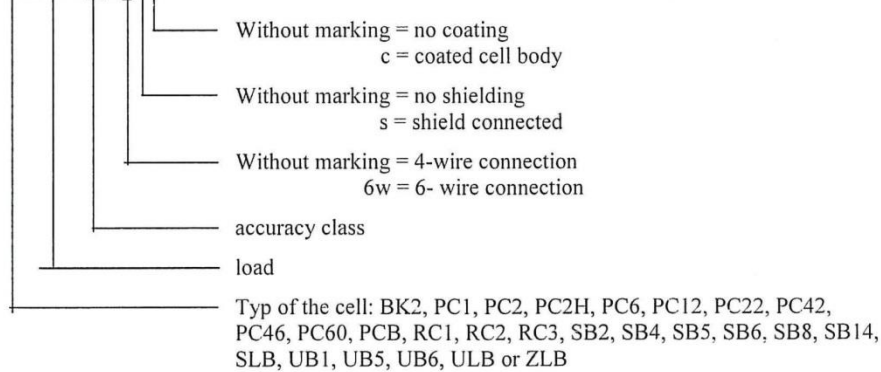 Without marking = no coating
c = coated cell body
Without marking = no shielding
s = shield connected
Without marking = 4-wire connection
6w = 6- wire connection
accuracy class
load
Typ of the cell: BK2, PC1, PC2, PC2H, PC6, PC12, PC22, PC42,
PC46, PC60, PCB, RC1, RC2, RC3, SB2, SB4, SB5, SB6, SB8, SB14,
SLB, UB1, UB5, UB6, ULB or ZLB